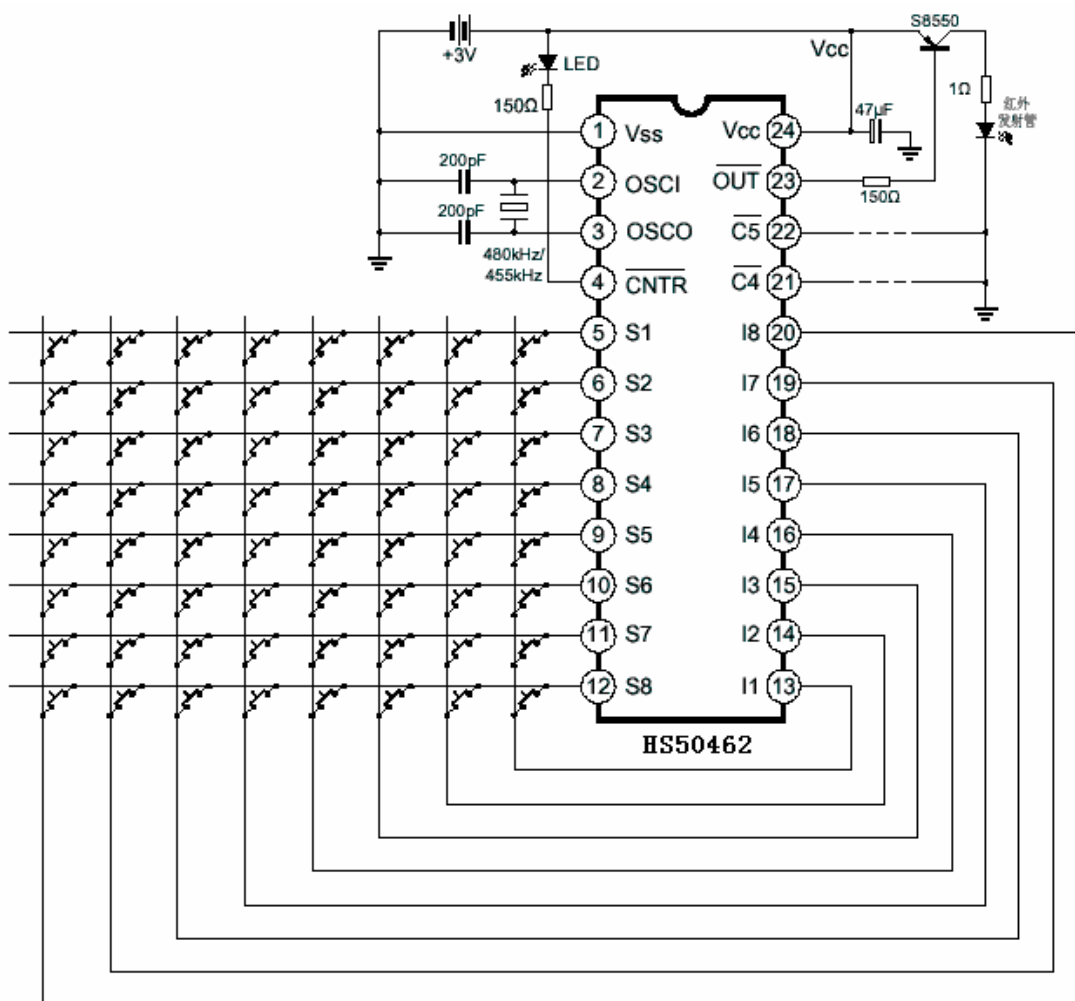 S8550
+3V
LED
Vcc
150Ω
1Ω
红外
发射管
47μF
1 Vss
Vcc 24
200pF
2 OSCI
OUT 23
150Ω
200pF
3 OSCO
C5 22
480kHz/
455kHz
4 CNTR
C4 21
5 S1
I8 20
6 S2
I7 19
7 S3
I6 18
8 S4
I5 17
9 S5
I4 16
10 S6
I3 15
11 S7
I2 14
12 S8
I1 13
HS50462